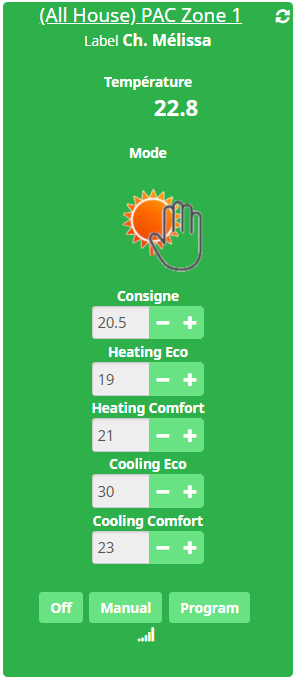 (All House) PAC Zone 1
Label Ch. Mélissa
Température
22.8
Mode
Consigne
20.5
Heating Eco
19
Heating Comfort
21
Cooling Eco
30
Cooling Comfort
23
Off Manual Program